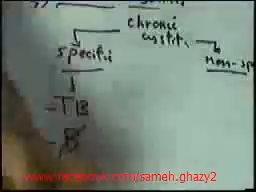 chronic
cystitis
specific
non-sp
- TB
- B
www.facebook.com/sameh.ghazy2